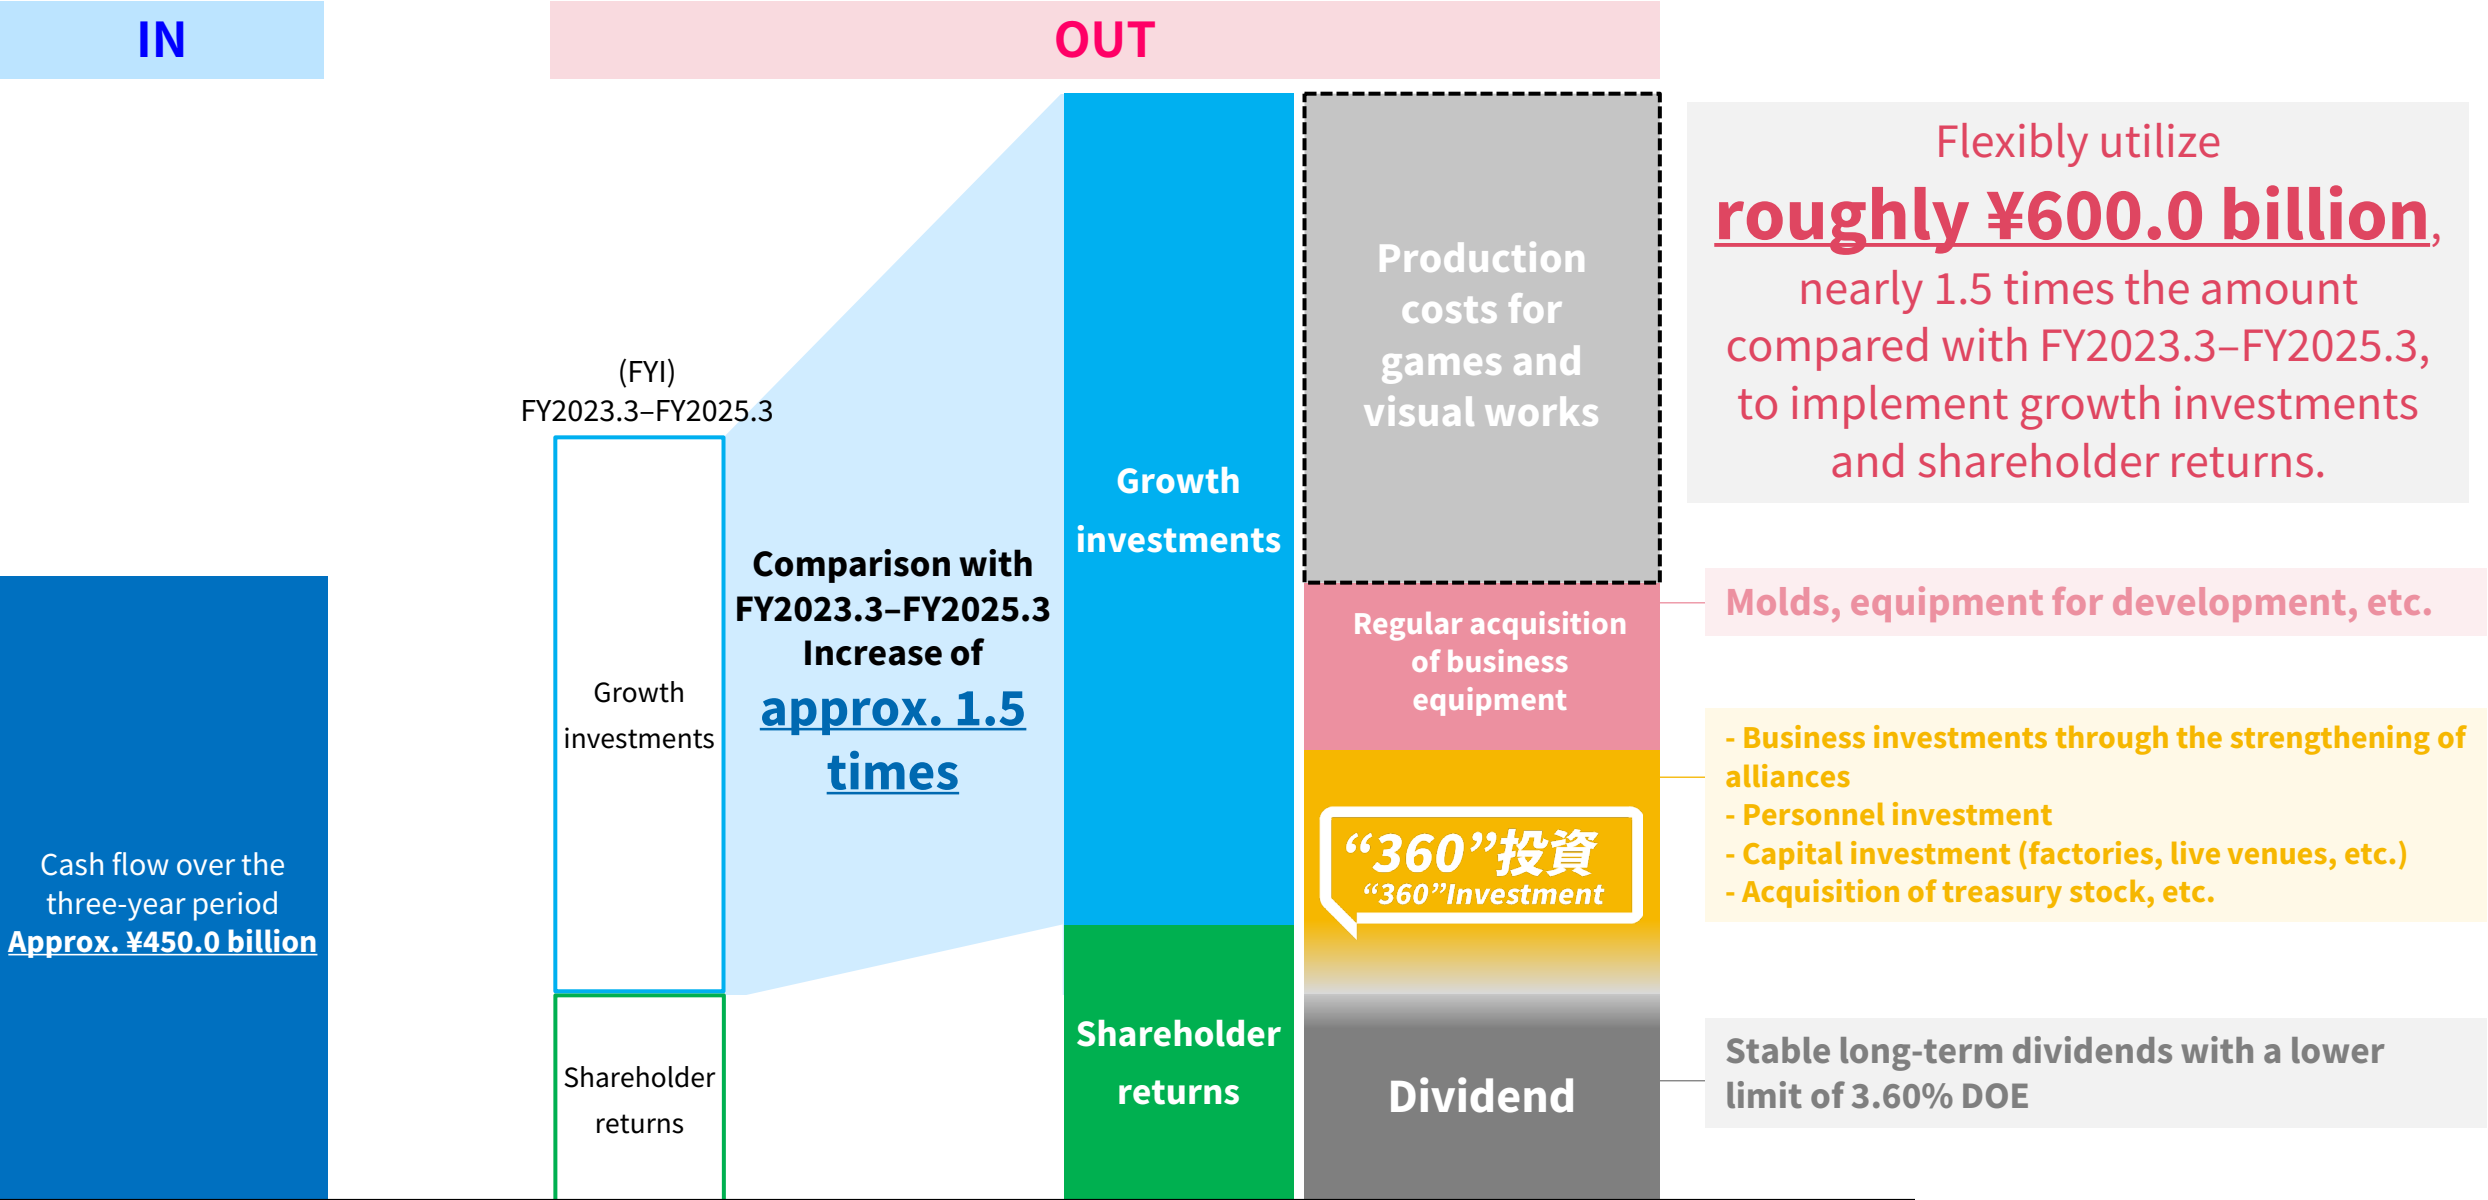 IN
OUT
Cash flow over the
three-year period
Approx. ¥450.0 billion
(FYI)
FY2023.3–FY2025.3
Growth
investments
Shareholder
returns
Comparison with
FY2023.3–FY2025.3
Increase of
approx. 1.5
times
Growth
investments
Shareholder
returns
Production
costs for
games and
visual works
Regular acquisition
of business
equipment
“360”投資
“360”Investment
Dividend
Flexibly utilize
roughly ¥600.0 billion,
nearly 1.5 times the amount
compared with FY2023.3–FY2025.3,
to implement growth investments
and shareholder returns.
Molds, equipment for development, etc.
- Business investments through the strengthening of
alliances
- Personnel investment
- Capital investment (factories, live venues, etc.)
- Acquisition of treasury stock, etc.
Stable long-term dividends with a lower
limit of 3.60% DOE